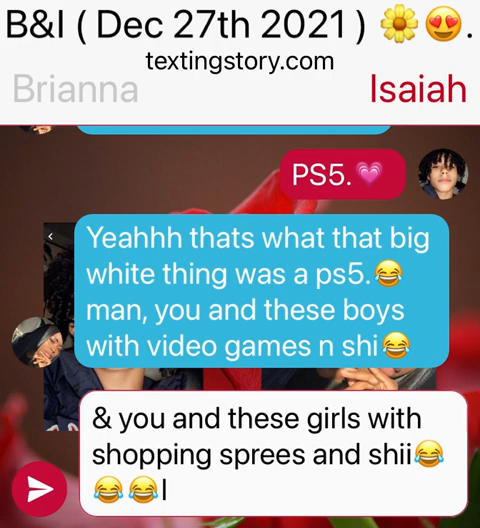 B&I ( Dec 27th 2021 ) 🌼😍.
textingstory.com
Brianna Isaiah
PS5.💗
Yeahhh thats what that big
white thing was a ps5.😂
man, you and these boys
with video games n shi😂
& you and these girls with
shopping sprees and shii😂
😂😂